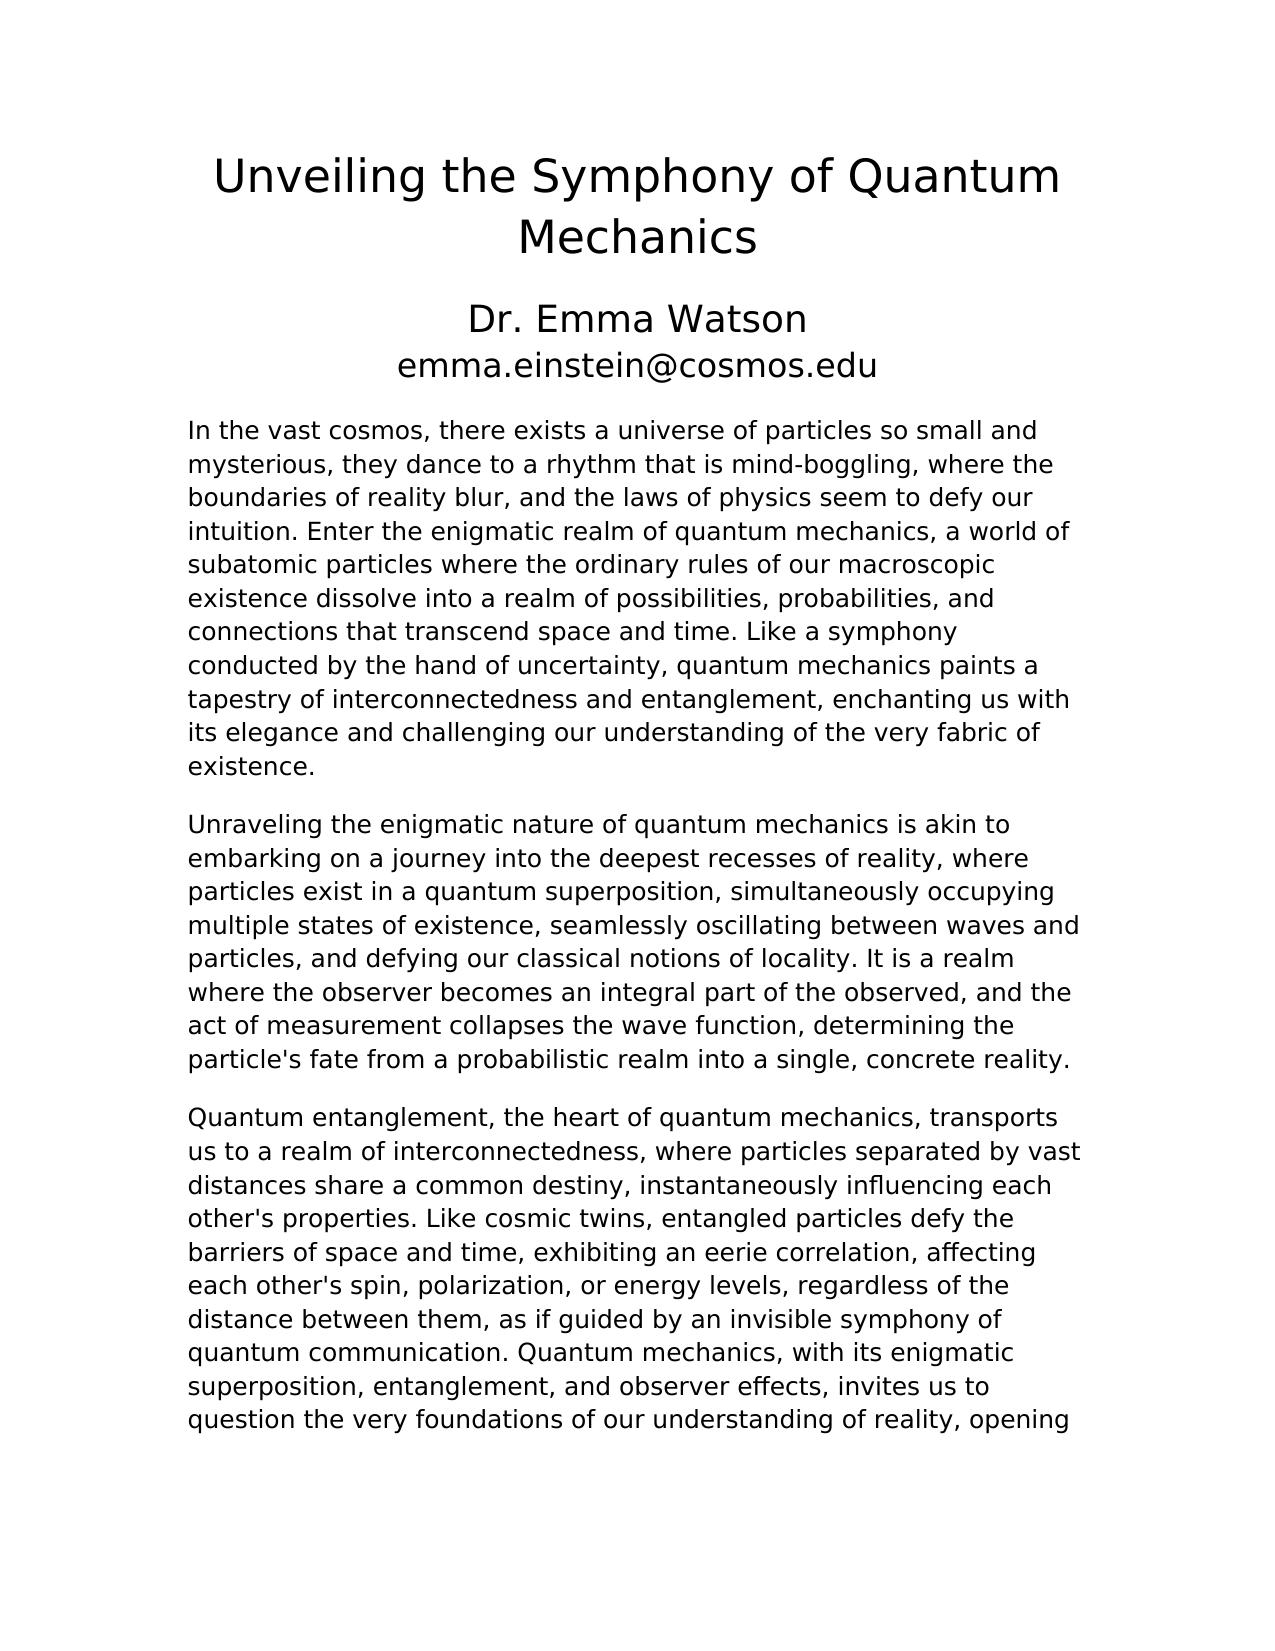 Unveiling the Symphony of Quantum
Mechanics
Dr. Emma Watson
emma.einstein@cosmos.edu
In the vast cosmos, there exists a universe of particles so small and
mysterious, they dance to a rhythm that is mind-boggling, where the
boundaries of reality blur, and the laws of physics seem to defy our
intuition. Enter the enigmatic realm of quantum mechanics, a world of
subatomic particles where the ordinary rules of our macroscopic
existence dissolve into a realm of possibilities, probabilities, and
connections that transcend space and time. Like a symphony
conducted by the hand of uncertainty, quantum mechanics paints a
tapestry of interconnectedness and entanglement, enchanting us with
its elegance and challenging our understanding of the very fabric of
existence.
Unraveling the enigmatic nature of quantum mechanics is akin to
embarking on a journey into the deepest recesses of reality, where
particles exist in a quantum superposition, simultaneously occupying
multiple states of existence, seamlessly oscillating between waves and
particles, and defying our classical notions of locality. It is a realm
where the observer becomes an integral part of the observed, and the
act of measurement collapses the wave function, determining the
particle's fate from a probabilistic realm into a single, concrete reality.
Quantum entanglement, the heart of quantum mechanics, transports
us to a realm of interconnectedness, where particles separated by vast
distances share a common destiny, instantaneously influencing each
other's properties. Like cosmic twins, entangled particles defy the
barriers of space and time, exhibiting an eerie correlation, affecting
each other's spin, polarization, or energy levels, regardless of the
distance between them, as if guided by an invisible symphony of
quantum communication. Quantum mechanics, with its enigmatic
superposition, entanglement, and observer effects, invites us to
question the very foundations of our understanding of reality, opening